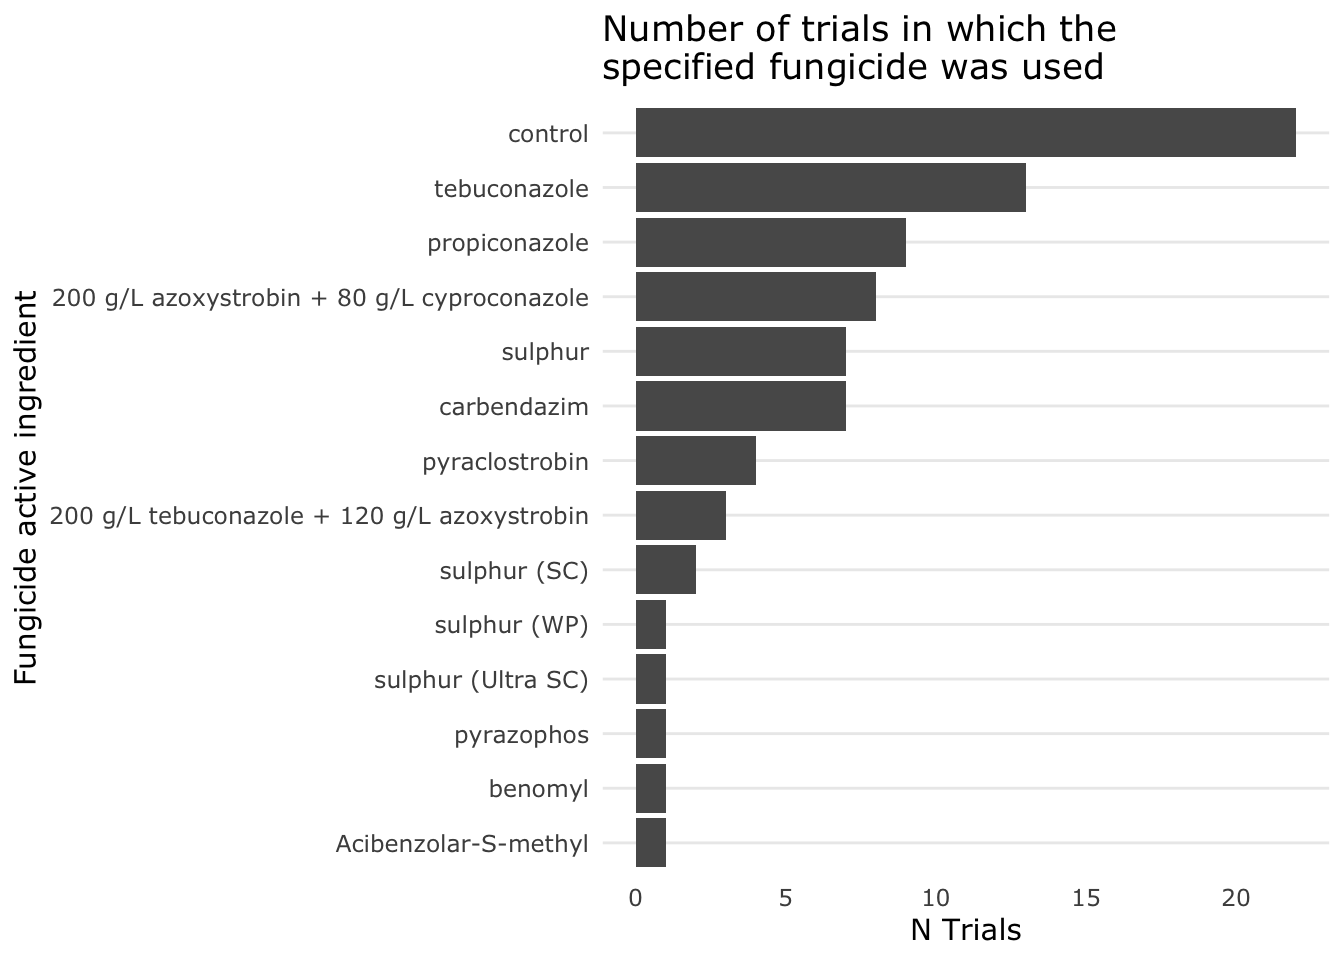 Number of trials in which the
specified fungicide was used
Fungicide active ingredient
control
tebuconazole
propiconazole
200 g/L azoxystrobin + 80 g/L cyproconazole
sulphur
carbendazim
pyraclostrobin
200 g/L tebuconazole + 120 g/L azoxystrobin
sulphur (SC)
sulphur (WP)
sulphur (Ultra SC)
pyrazophos
benomyl
Acibenzolar-S-methyl
0 5 10 15 20
N Trials